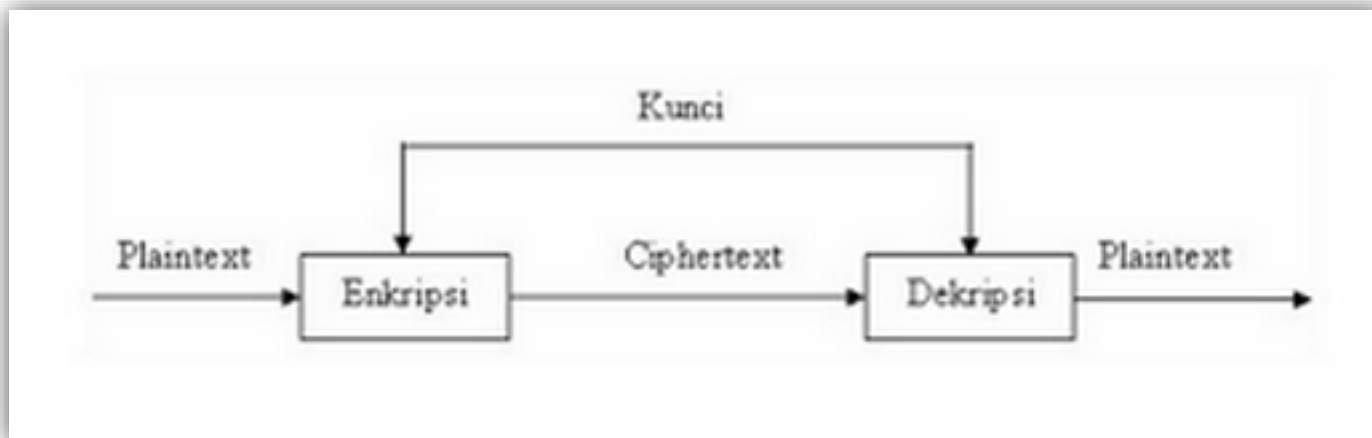 Kunci
Plaintext
Ciphertext
Plaintext
Enkripsi
Dekripsi